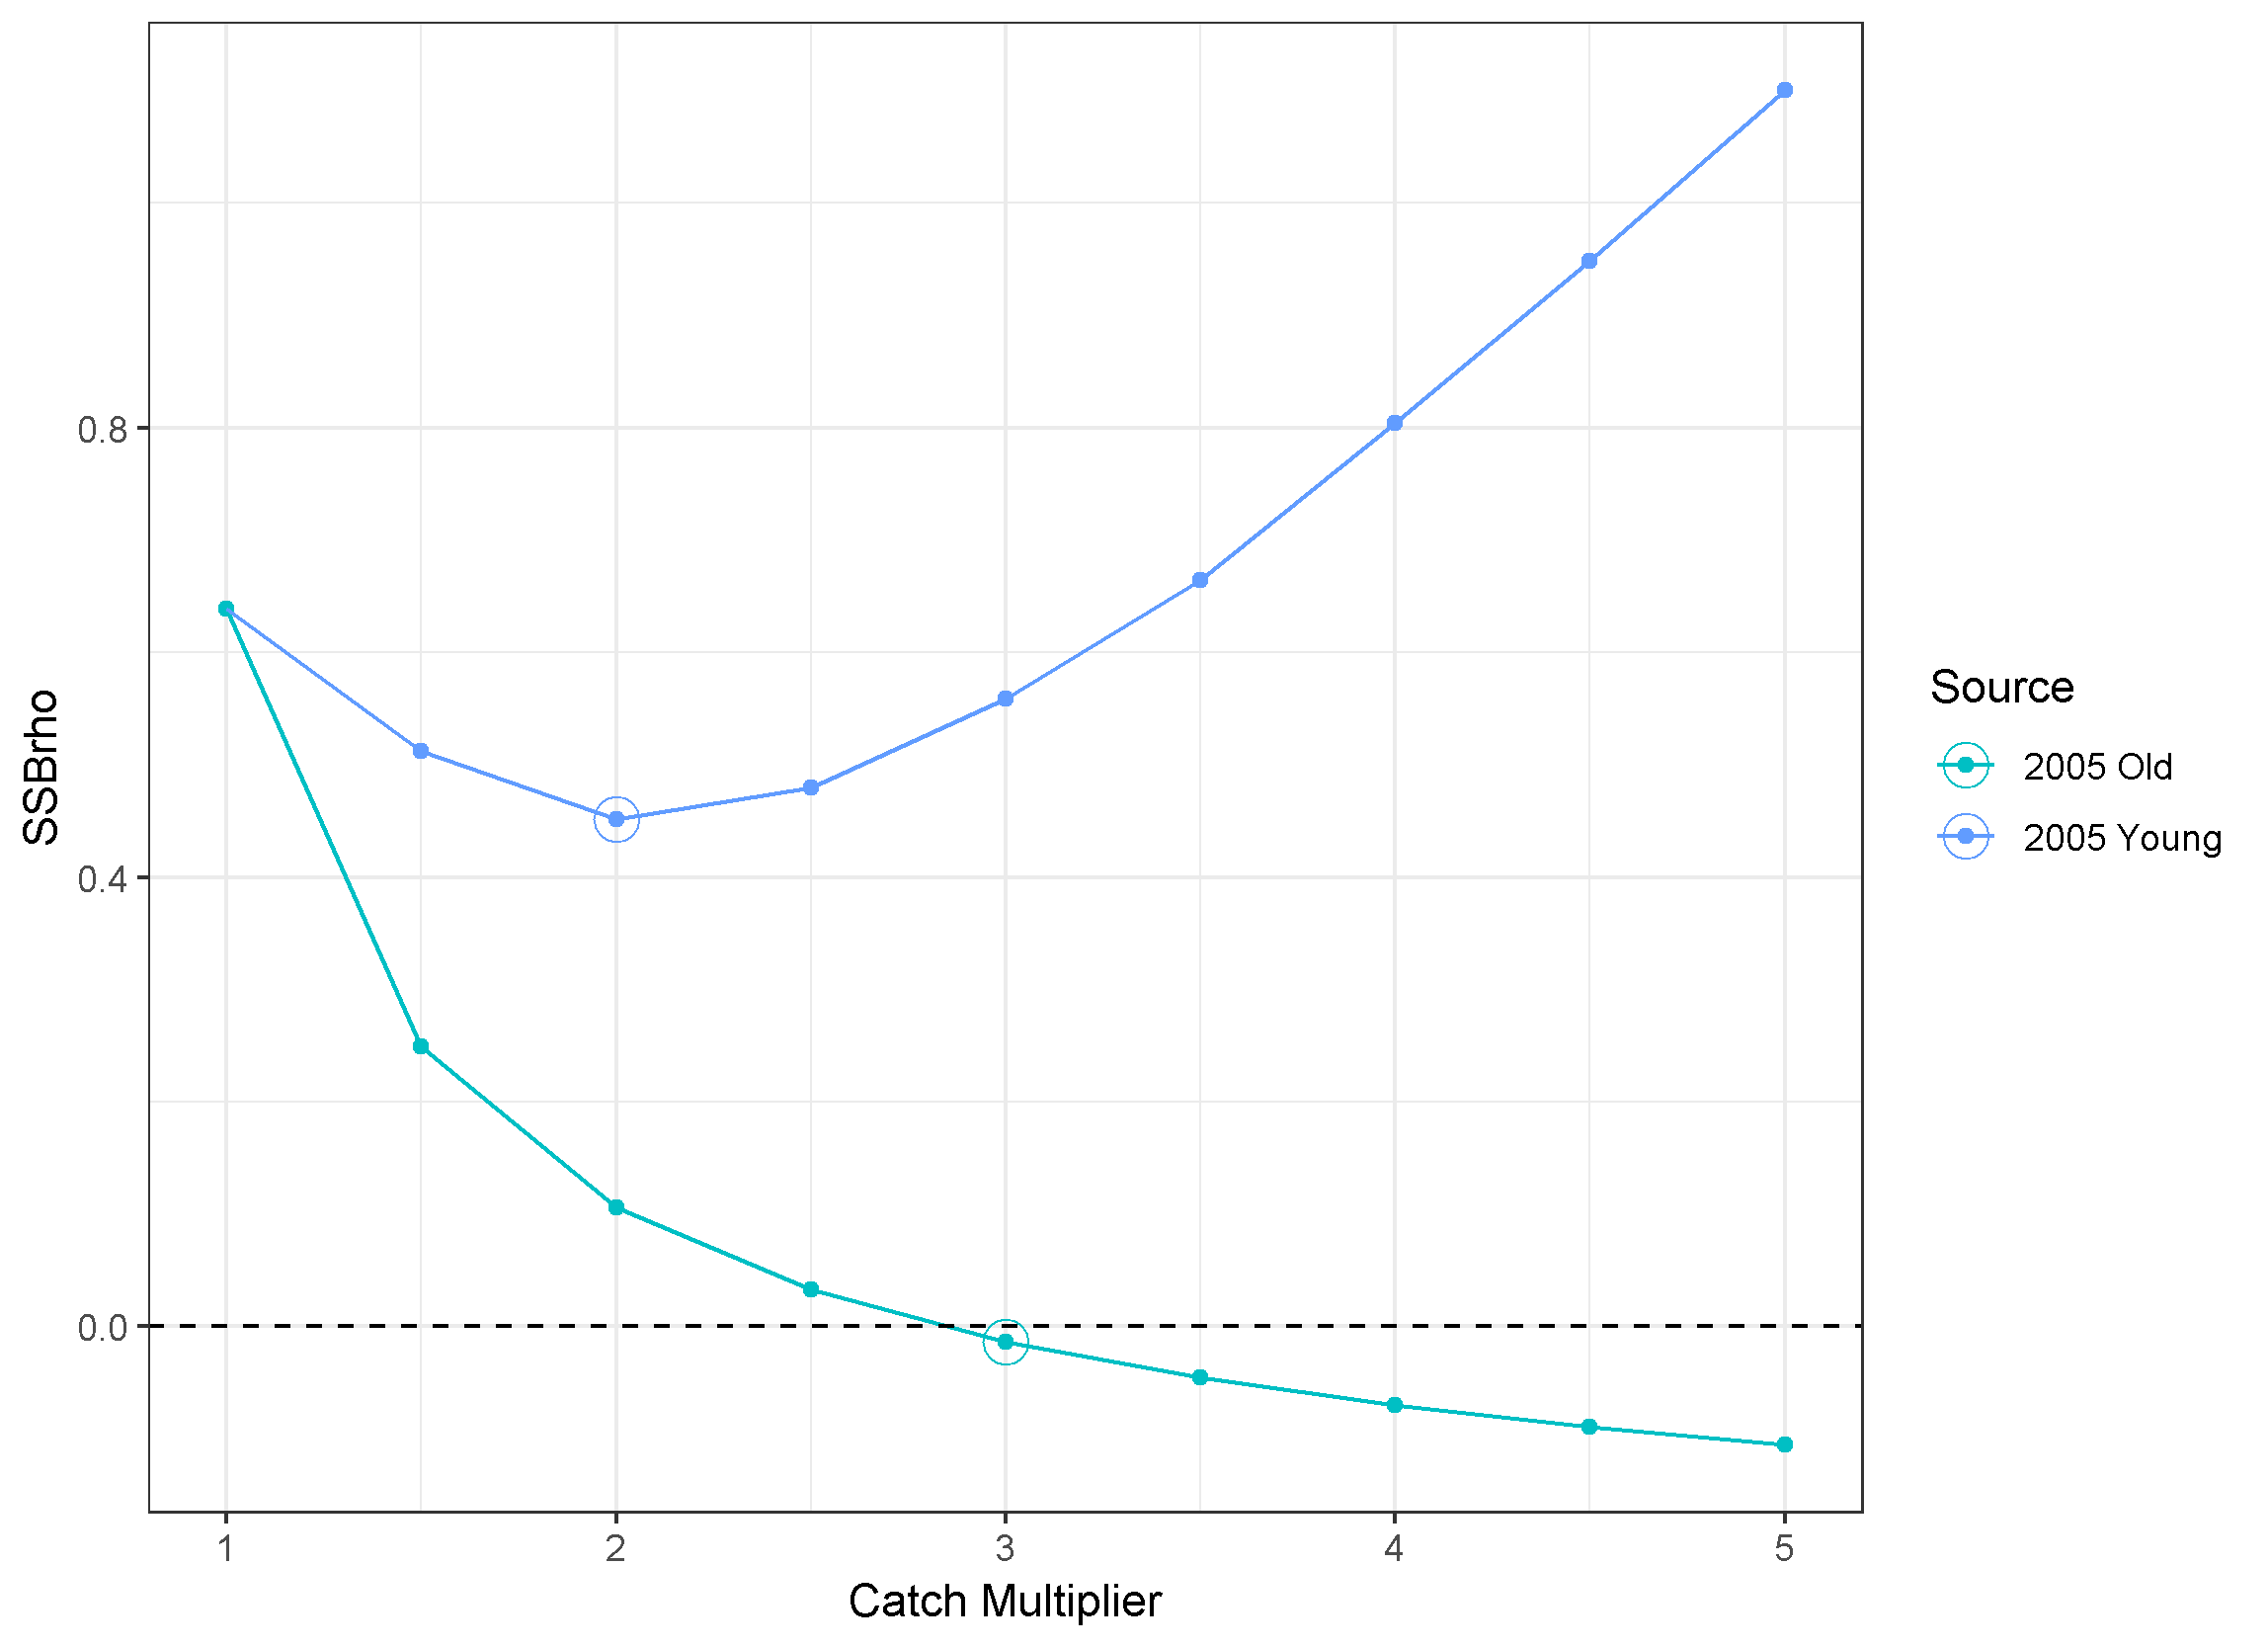 SSBrho
0.8
0.4
0.0
1 2 3 4 5
Catch Multiplier
Source
2005 Old
2005 Young